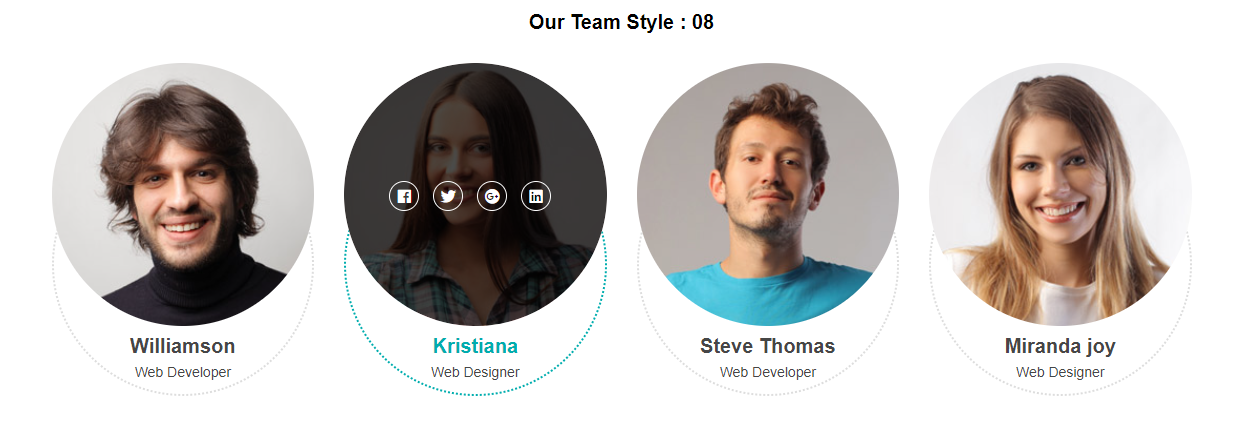 Our Team Style : 08
Williamson
Web Developer
Kristiana
Web Designer
Steve Thomas
Web Developer
Miranda joy
Web Designer